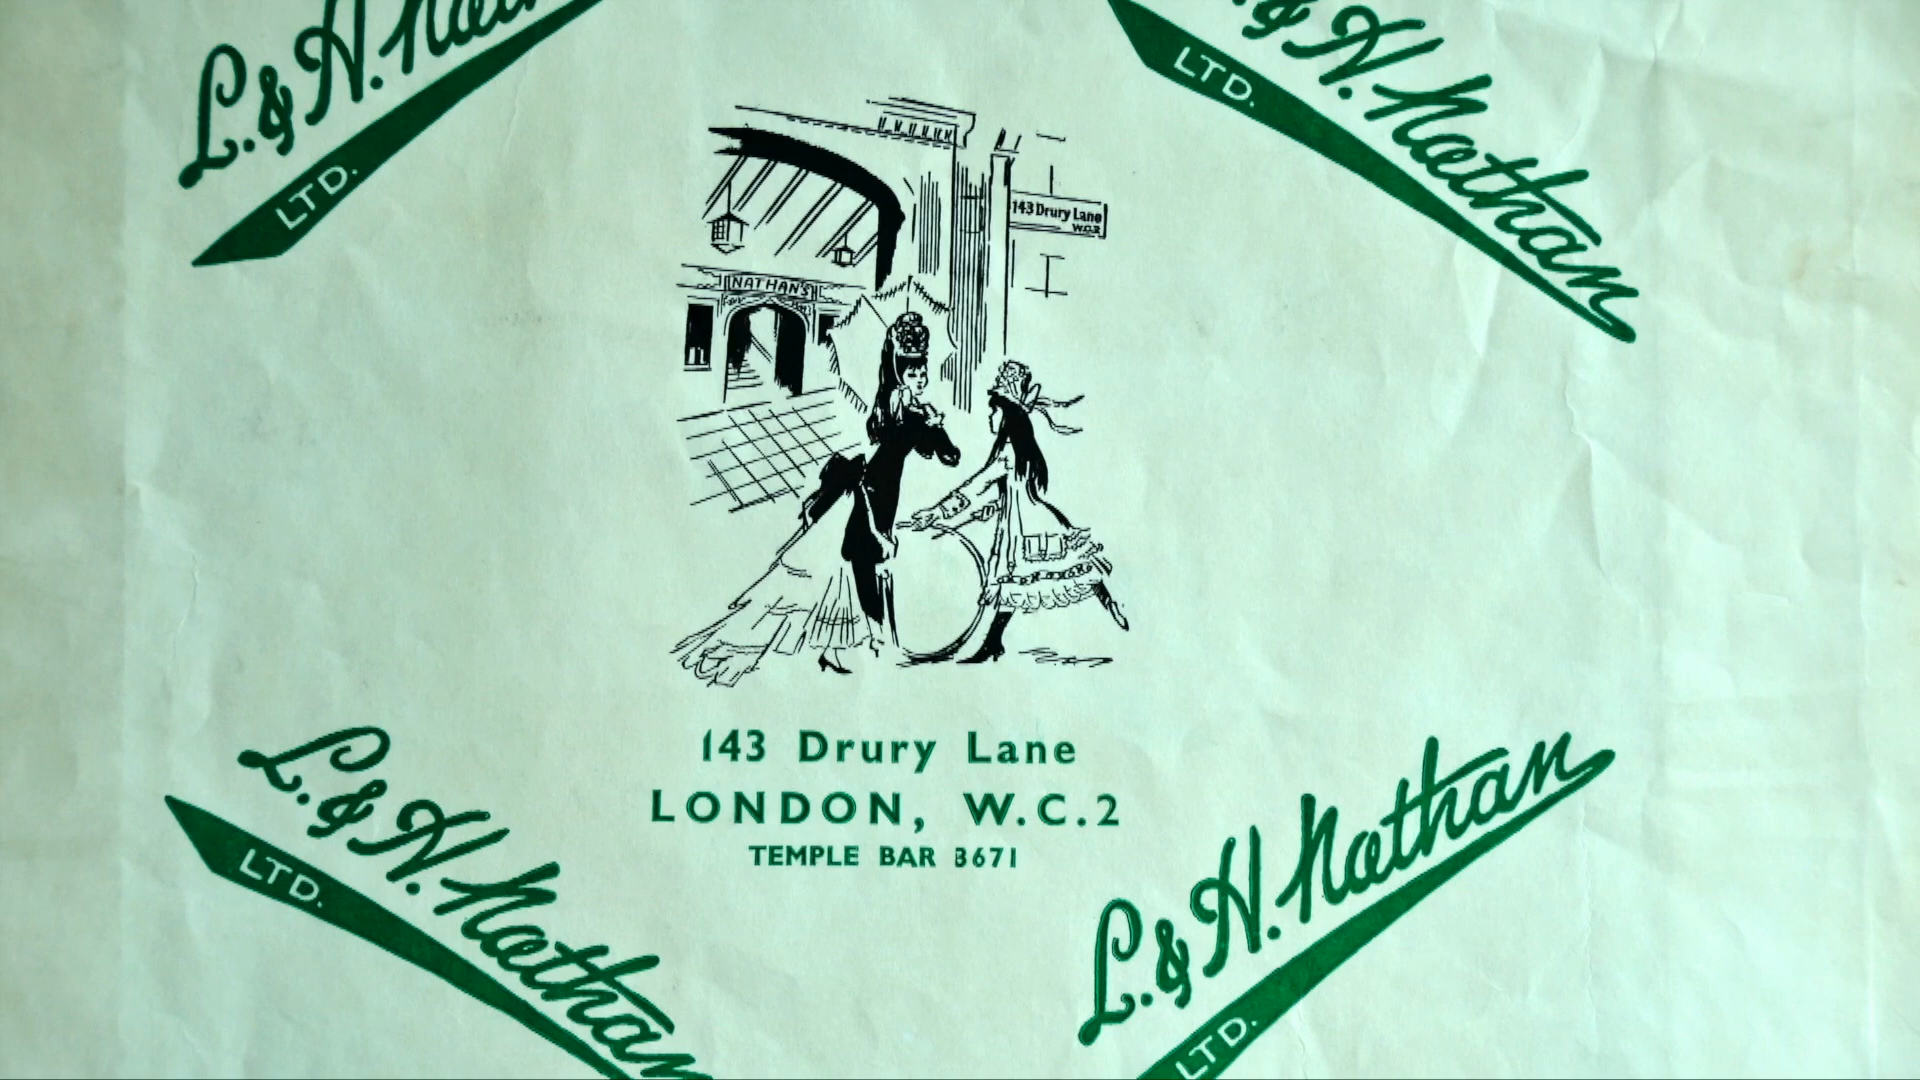 L. & H. Nathan
LTD.
& H. Nathan
LTD.
143 Drury Lane
W.C.2
NATHAN'S
143 Drury Lane
LONDON, W.C.2
TEMPLE BAR 3671
L. & H. Nathan
LTD.
L. & H. Nathan
LTD.